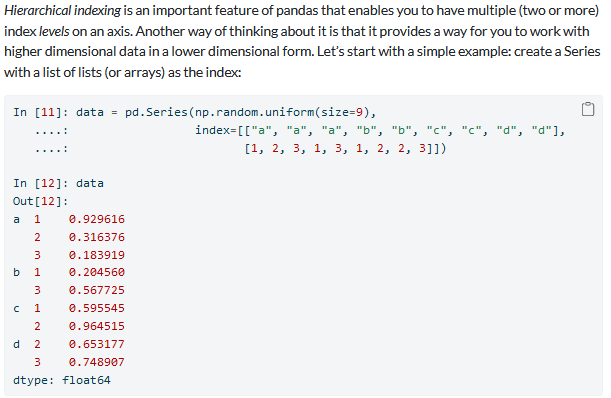 Hierarchical indexing is an important feature of pandas that enables you to have multiple (two or more)
index levels on an axis. Another way of thinking about it is that it provides a way for you to work with
higher dimensional data in a lower dimensional form. Let's start with a simple example: create a Series
with a list of lists (or arrays) as the index:
In [11]: data = pd.Series(np.random.uniform(size=9),
   ....:                  index=[["a", "a", "a", "b", "b", "c", "c", "d", "d"],
   ....:                         [1, 2, 3, 1, 3, 1, 2, 2, 3]])
In [12]: data
Out[12]:
a  1    0.929616
   2    0.316376
   3    0.183919
b  1    0.204560
   3    0.567725
c  1    0.595545
   2    0.964515
d  2    0.653177
   3    0.748907
dtype: float64